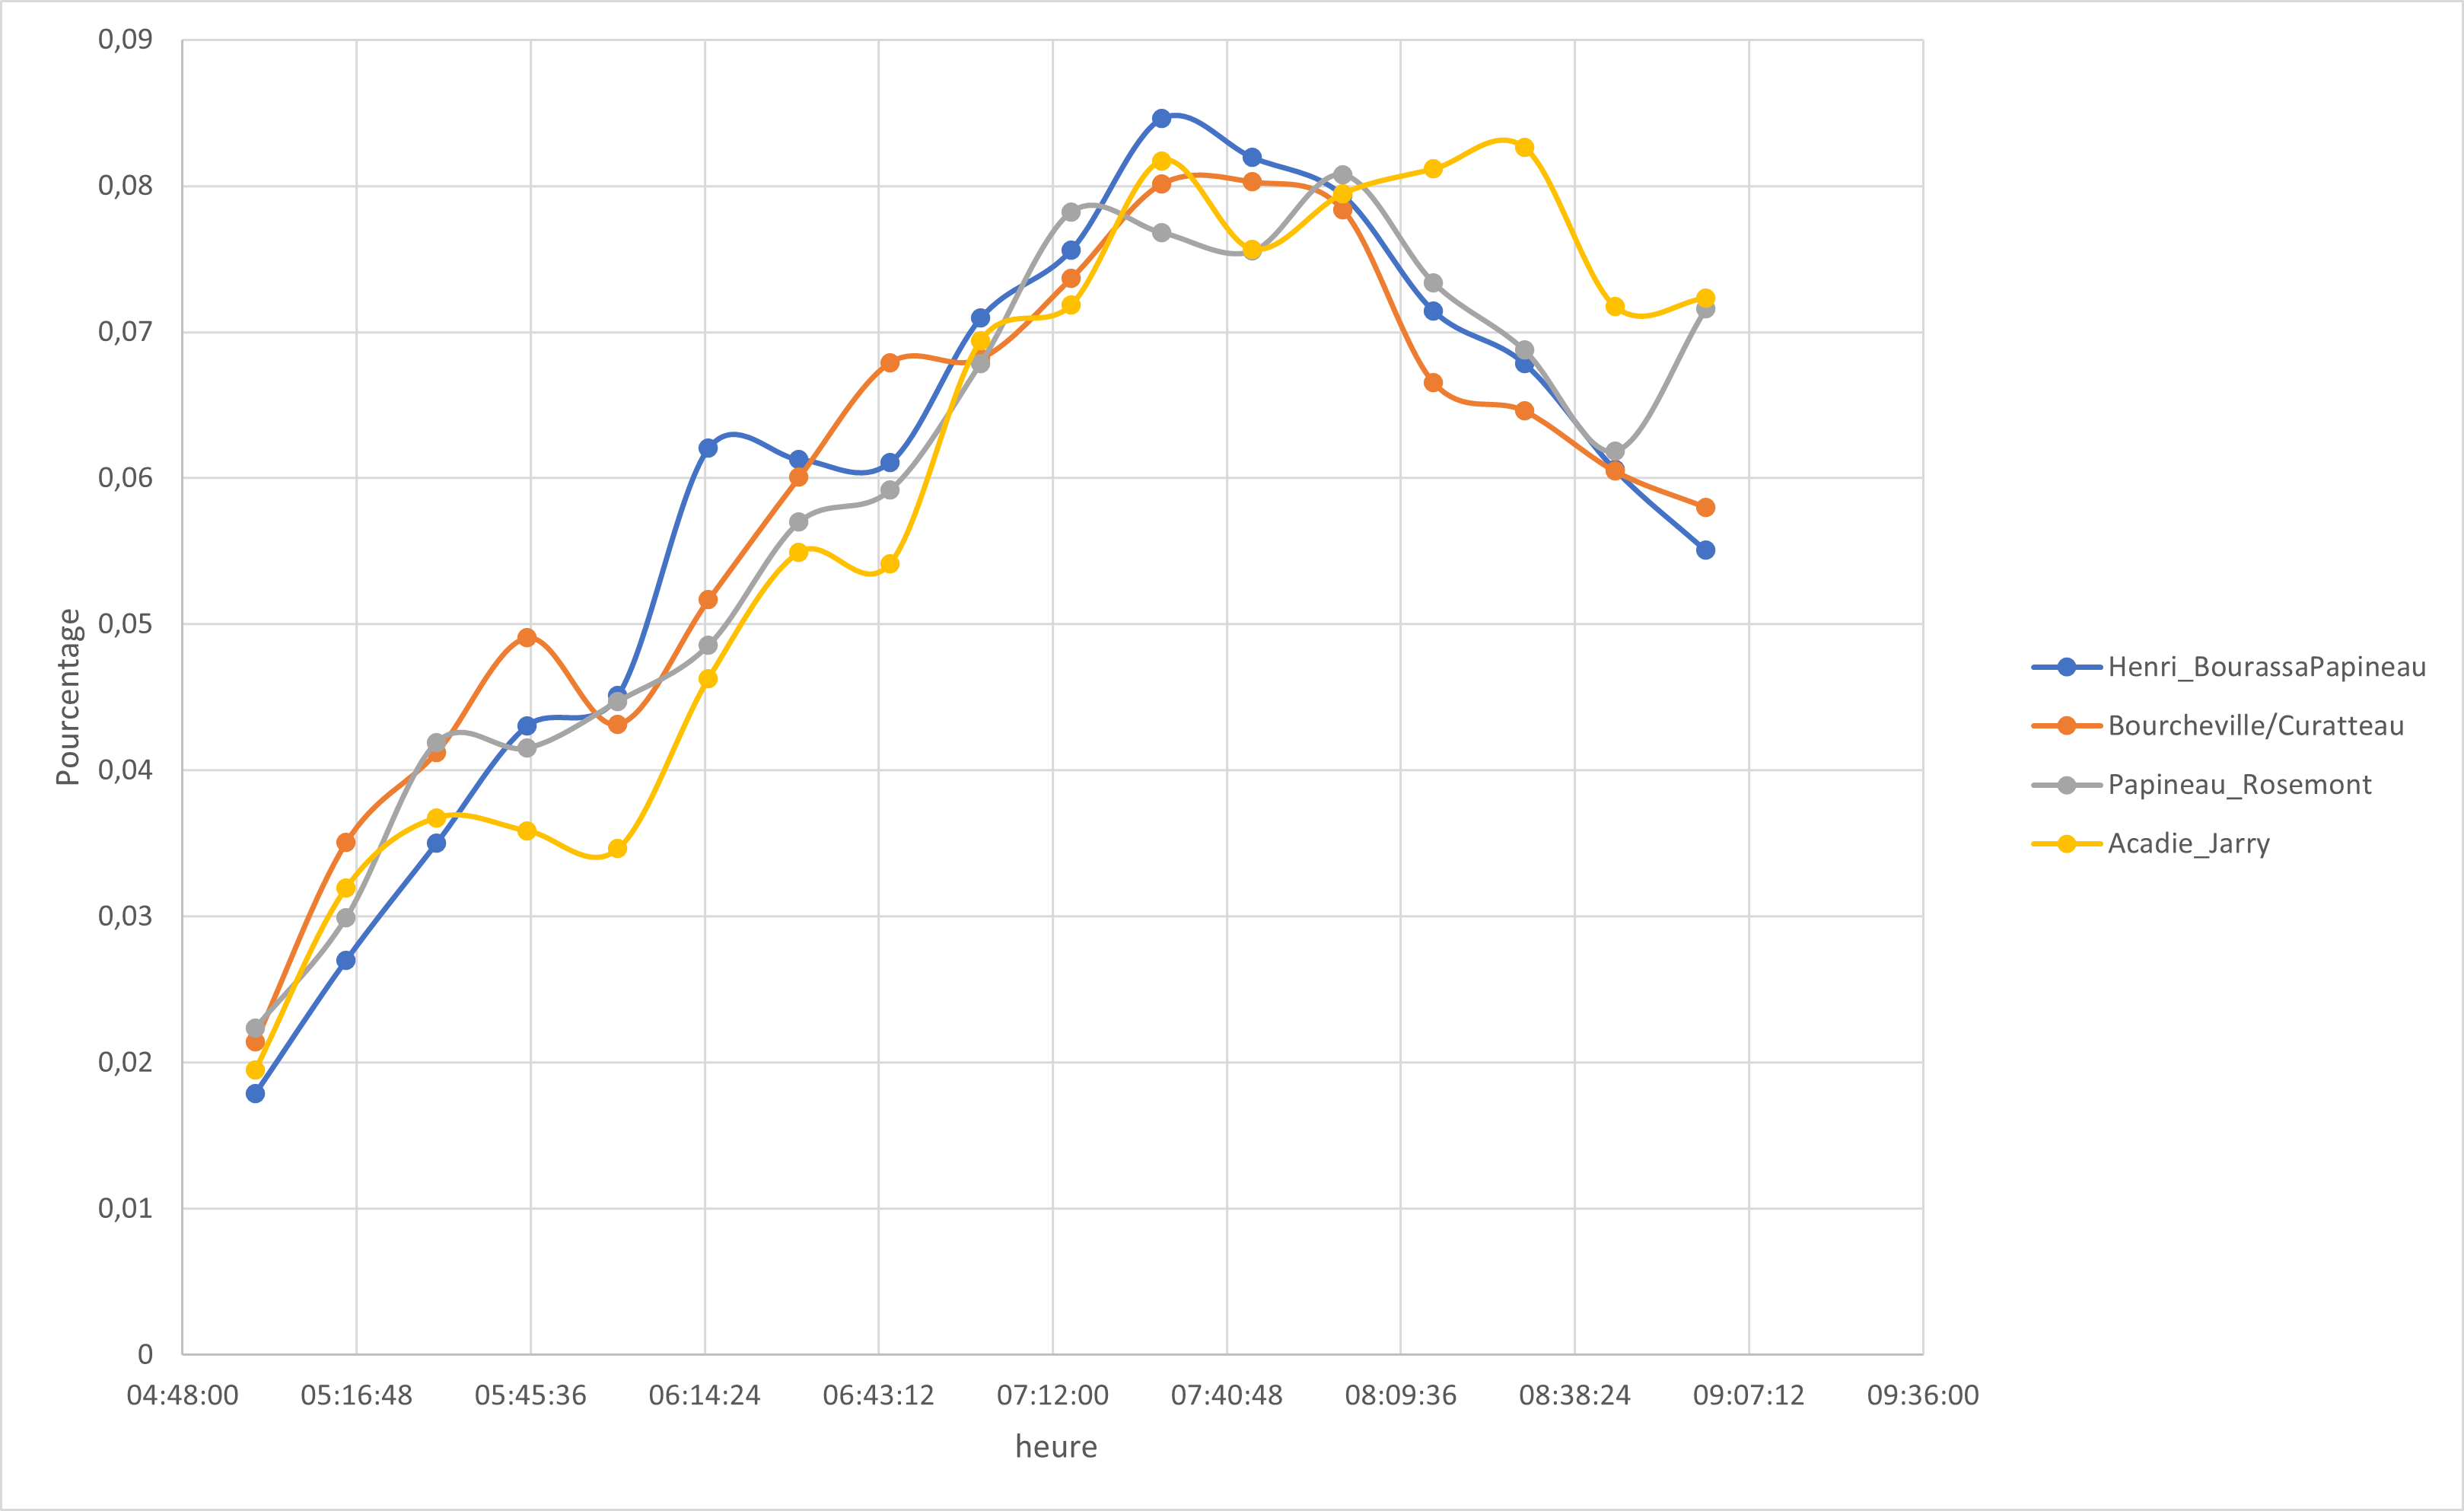 0,09
0,08
0,07
0,06
0,05
0,04
0,03
0,02
0,01
0
Pourcentage
04:48:00 05:16:48 05:45:36 06:14:24 06:43:12 07:12:00 07:40:48 08:09:36 08:38:24 09:07:12 09:36:00
heure
Henri_BourassaPapineau
Bourcheville/Curatteau
Papineau_Rosemont
Acadie_Jarry